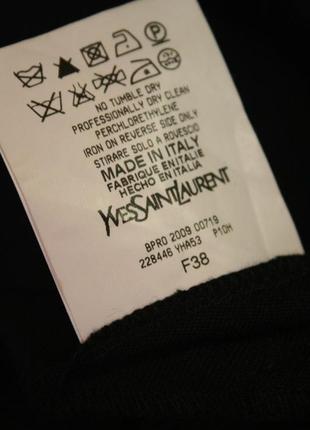 NO TUMBLE DRY
PROFESSIONALLY DRY CLEAN
PERCHLORETHYLENE
IRON ON REVERSE SIDE ONLY
STIRARE SOLO A ROVESCIO
MADE IN ITALY
FABRIQUE EN ITALIE
HECHO EN ITALIA
YVESSAINTLAURENT
BPRO 2009 00719
228446 YHA53 P10H
F38